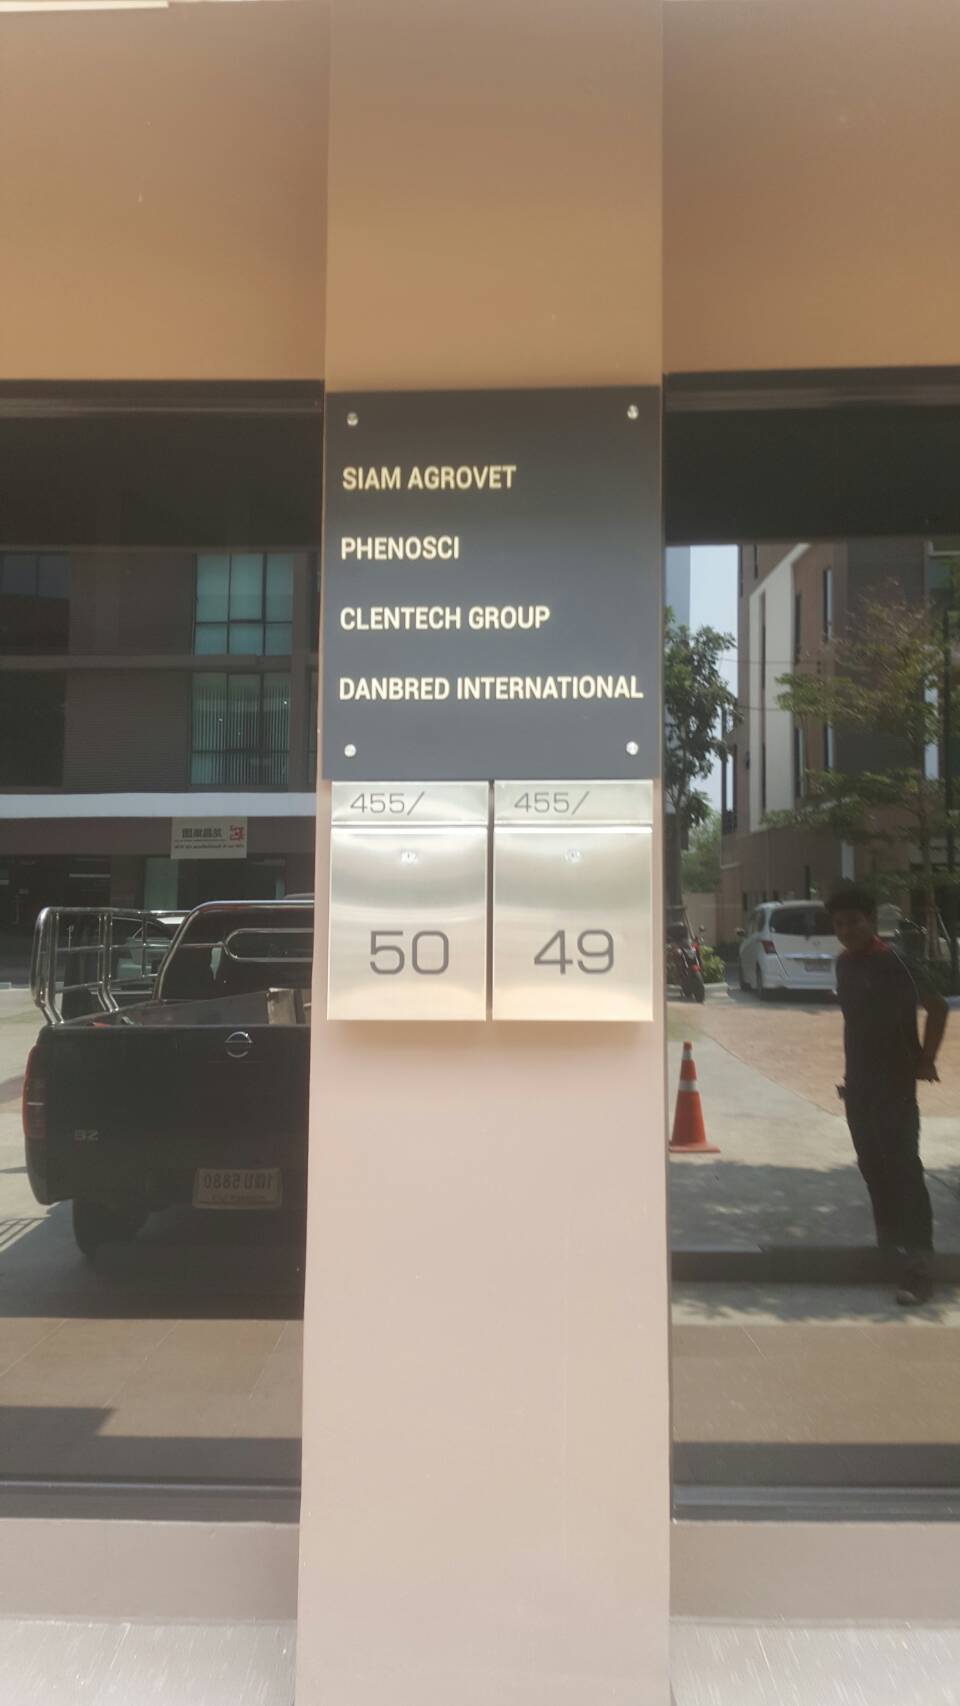 SIAM AGROVET
PHENOSCI
CLENTECH GROUP
DANBRED INTERNATIONAL
455/
455/
50
49